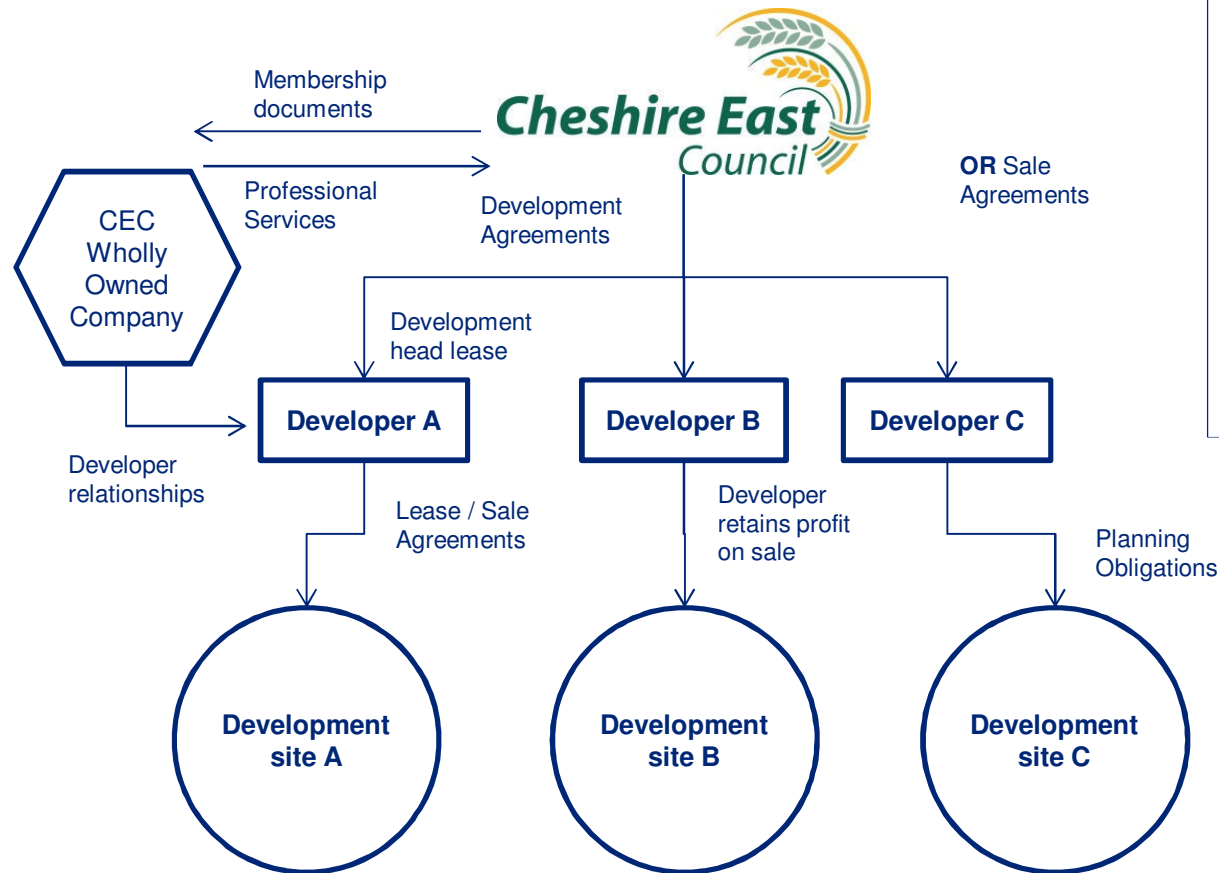 Membership
documents
Cheshire East
Council
OR Sale
Agreements
Professional
Services
Development
Agreements
CEC
Wholly
Owned
Company
Development
head lease
Developer A
Developer B
Developer C
Developer
relationships
Lease / Sale
Agreements
Developer
retains profit
on sale
Planning
Obligations
Development
site A
Development
site B
Development
site C